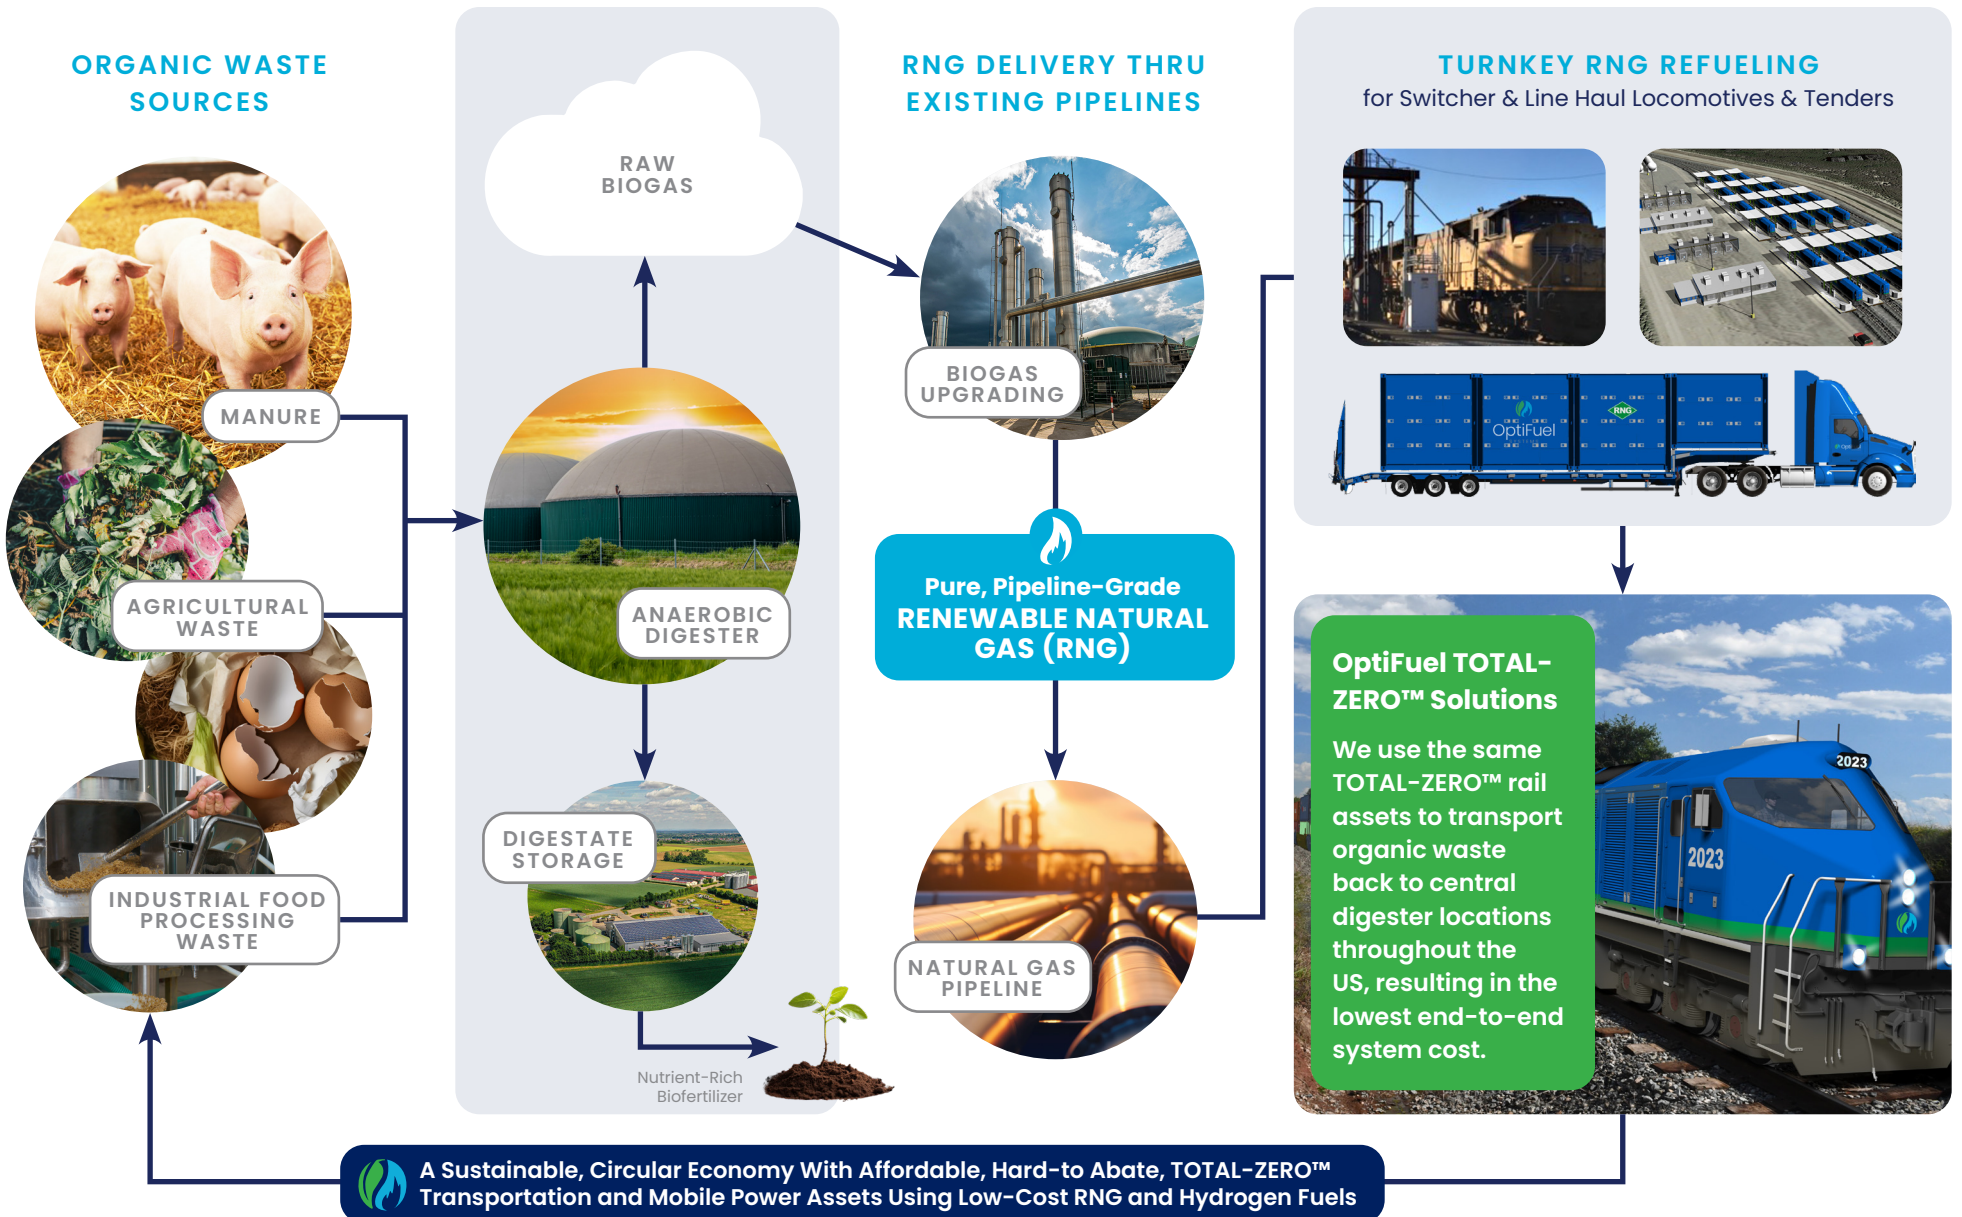 ORGANIC WASTE
SOURCES
MANURE
AGRICULTURAL
WASTE
INDUSTRIAL FOOD
PROCESSING
WASTE
RAW
BIOGAS
ANAEROBIC
DIGESTER
DIGESTATE
STORAGE
Nutrient-Rich
Biofertilizer
RNG DELIVERY THRU
EXISTING PIPELINES
BIOGAS
UPGRADING
Pure, Pipeline-Grade
RENEWABLE NATURAL
GAS (RNG)
NATURAL GAS
PIPELINE
TURNKEY RNG REFUELING
for Switcher & Line Haul Locomotives & Tenders
OptiFuel
RNG
OptiFuel TOTAL-
ZERO™ Solutions
We use the same
TOTAL-ZERO™ rail
assets to transport
organic waste
back to central
digester locations
throughout the
US, resulting in the
lowest end-to-end
system cost.
2023
2023
A Sustainable, Circular Economy With Affordable, Hard-to Abate, TOTAL-ZERO™
Transportation and Mobile Power Assets Using Low-Cost RNG and Hydrogen Fuels